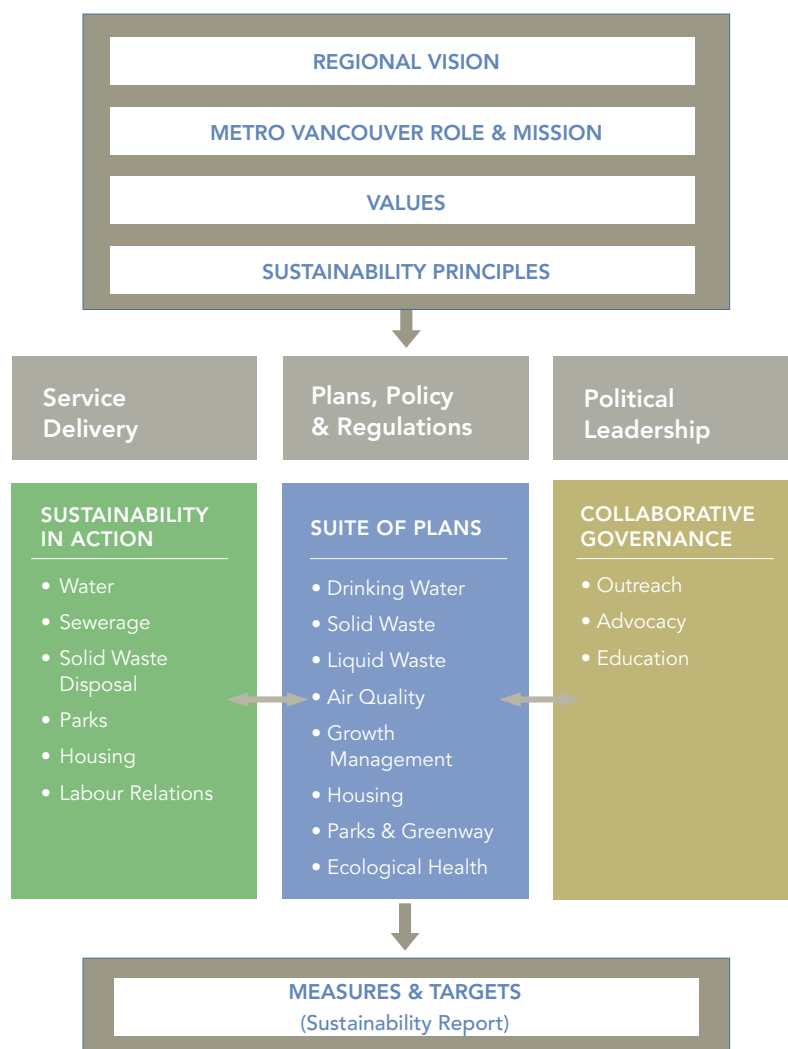 REGIONAL VISION
METRO VANCOUVER ROLE & MISSION
VALUES
SUSTAINABILITY PRINCIPLES
Service
Delivery
Plans, Policy
& Regulations
Political
Leadership
SUSTAINABILITY
IN ACTION
• Water
• Sewerage
• Solid Waste
Disposal
• Parks
• Housing
• Labour Relations
SUITE OF PLANS
• Drinking Water
• Solid Waste
• Liquid Waste
• Air Quality
• Growth
Management
• Housing
• Parks & Greenway
• Ecological Health
COLLABORATIVE
GOVERNANCE
• Outreach
• Advocacy
• Education
MEASURES & TARGETS
(Sustainability Report)